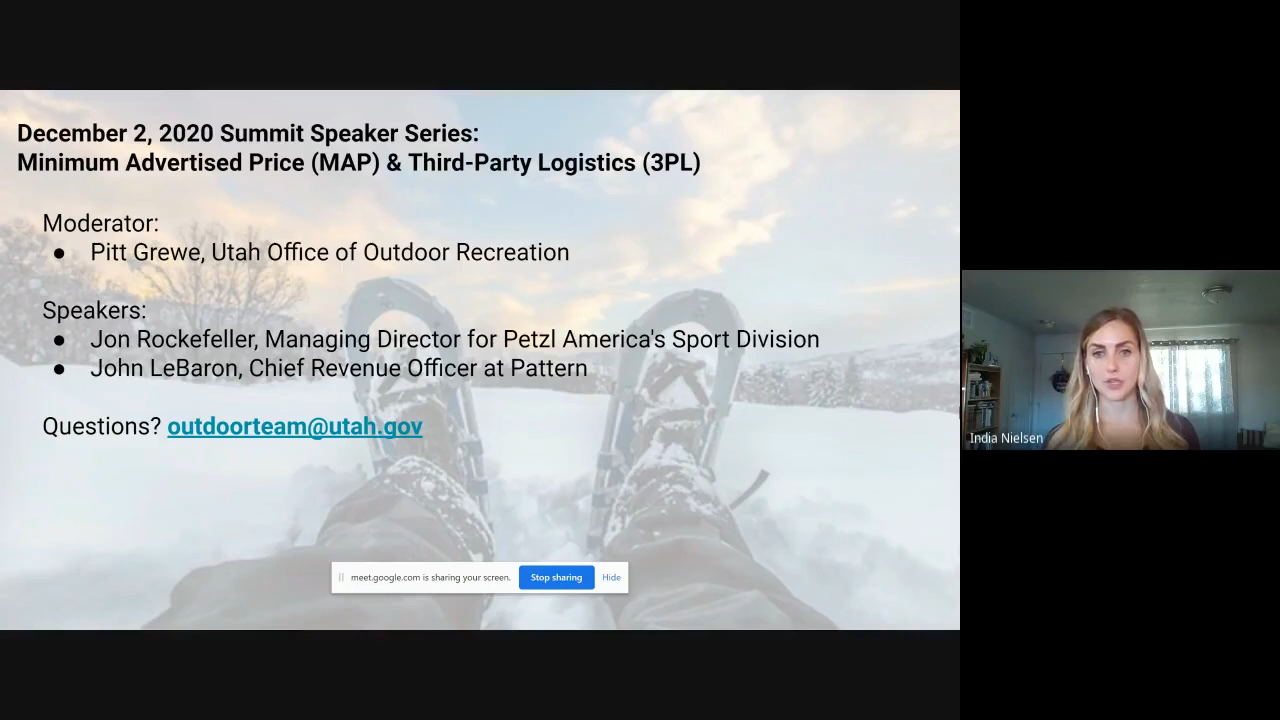 December 2, 2020 Summit Speaker Series:
Minimum Advertised Price (MAP) & Third-Party Logistics (3PL)
Moderator:
● Pitt Grewe, Utah Office of Outdoor Recreation
Speakers:
● Jon Rockefeller, Managing Director for Petzl America's Sport Division
● John LeBaron, Chief Revenue Officer at Pattern
Questions? outdoorteam@utah.gov
meet.google.com is sharing your screen. Stop sharing Hide
India Nielsen